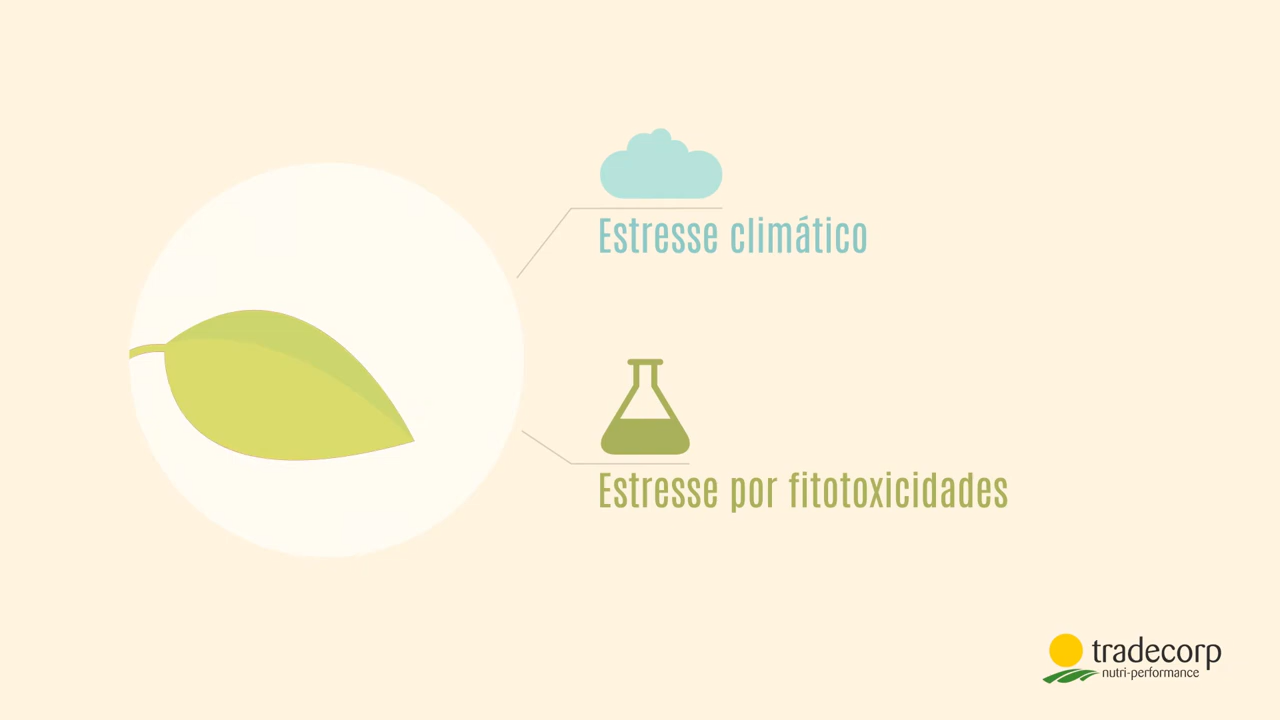 Estresse climático
Estresse por fitotoxicidades
tradecorp
nutri-performance